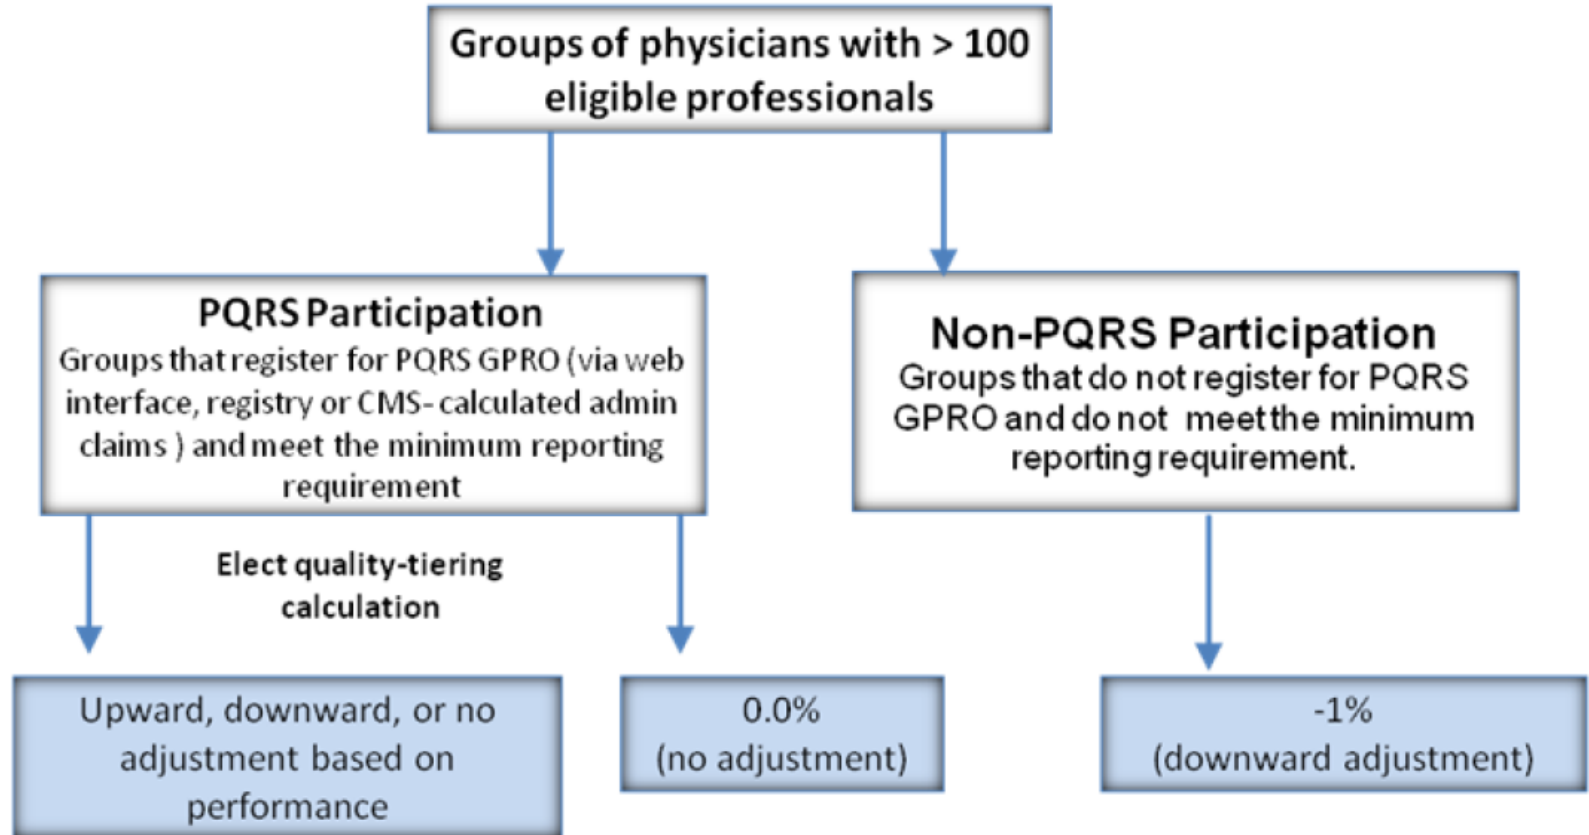 Groups of physicians with > 100
eligible professionals
PQRS Participation
Groups that register for PQRS GPRO (via web
interface, registry or CMS- calculated admin
claims ) and meet the minimum reporting
requirement
Non-PQRS Participation
Groups that do not register for PQRS
GPRO and do not meet the minimum
reporting requirement.
Elect quality-tiering
calculation
Upward, downward, or no
adjustment based on
performance
0.0%
(no adjustment)
-1%
(downward adjustment)